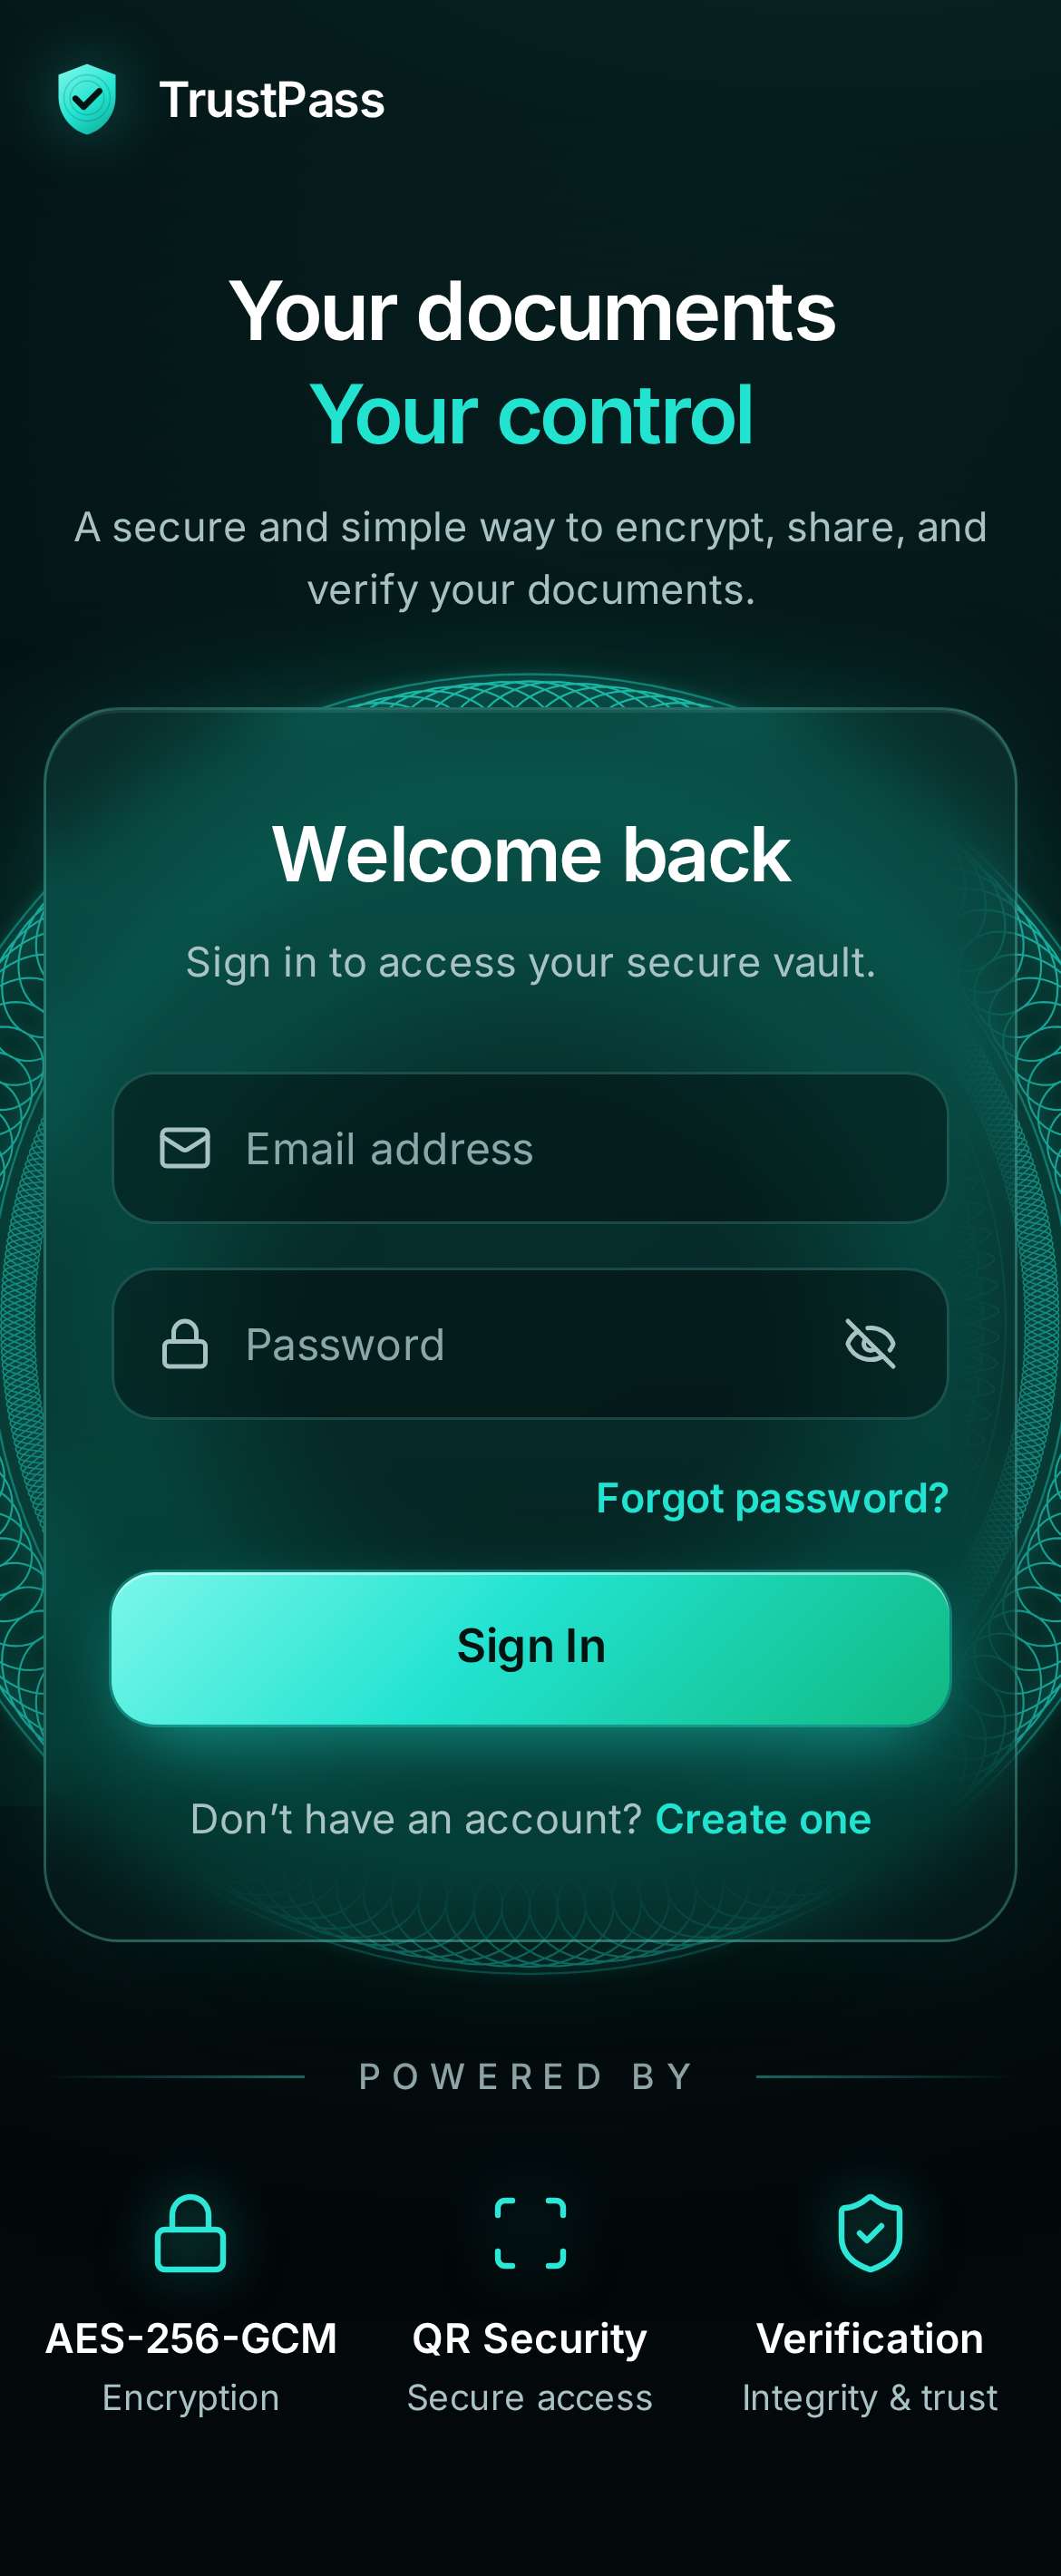 TrustPass
Your documents
Your control
A secure and simple way to encrypt, share, and
verify your documents.
Welcome back
Sign in to access your secure vault.
Email address
Password
Forgot password?
Sign In
Don’t have an account? Create one
POWERED BY
AES-256-GCM
Encryption
QR Security
Secure access
Verification
Integrity & trust